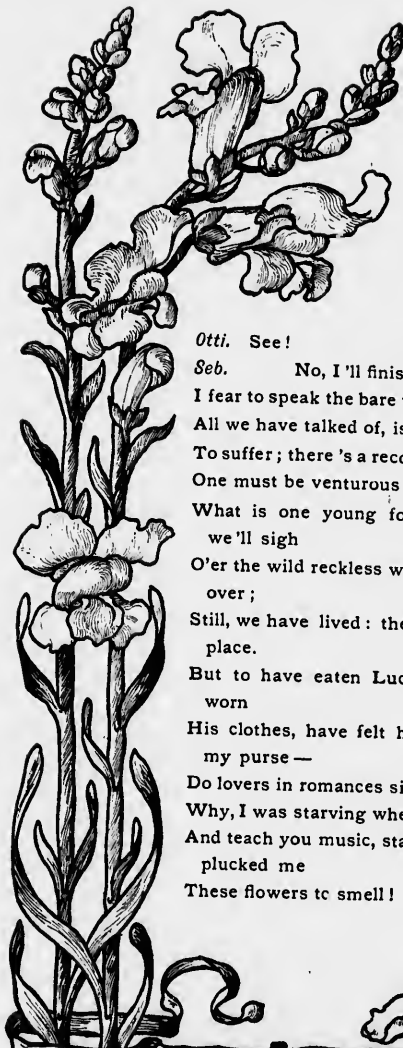 Otti. See!
Seb. No, I 'll finis
I fear to speak the bare
All we have talked of, is
To suffer; there 's a reco
One must be venturous
What is one young fo
we 'll sigh
O'er the wild reckless w
over;
Still, we have lived: the
place.
But to have eaten Luc
worn
His clothes, have felt h
my purse —
Do lovers in romances si
Why, I was starving whe
And teach you music, sta
plucked me
These flowers to smell!